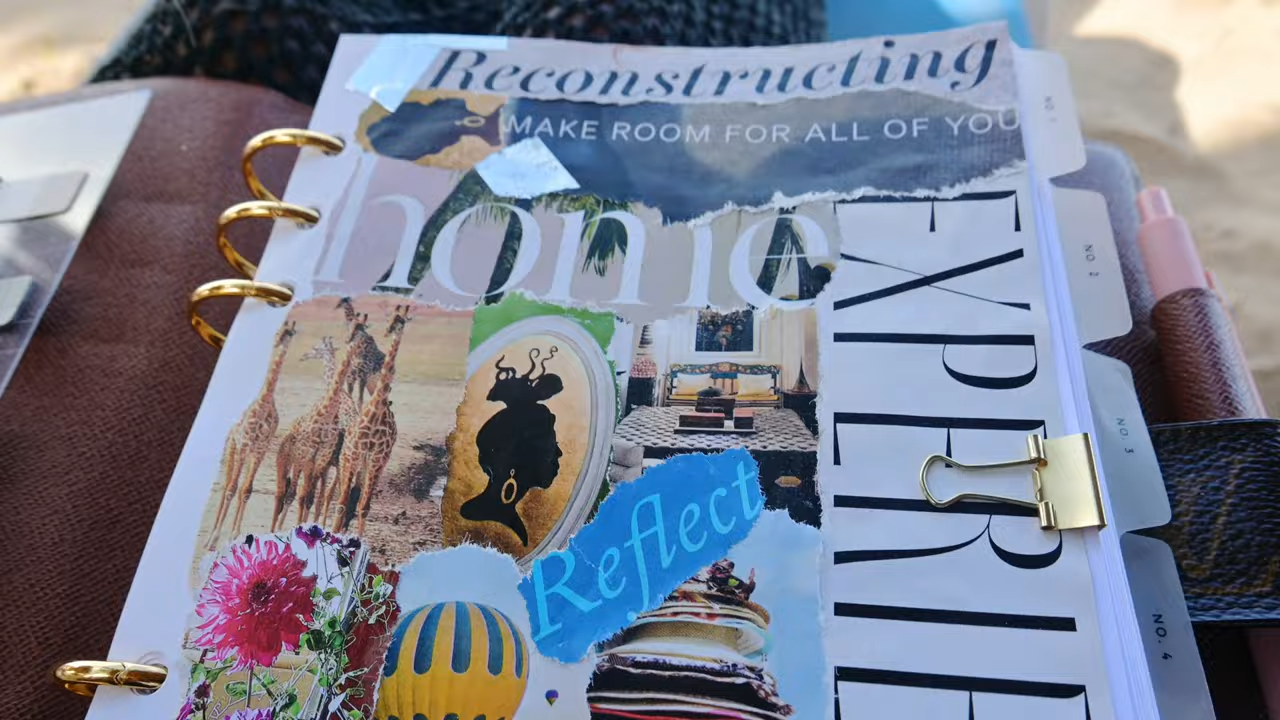 Reconstructing
MAKE ROOM FOR ALL OF YOU
home
EXPERIE
Reflect
NO. 2
NO. 3
NO. 4